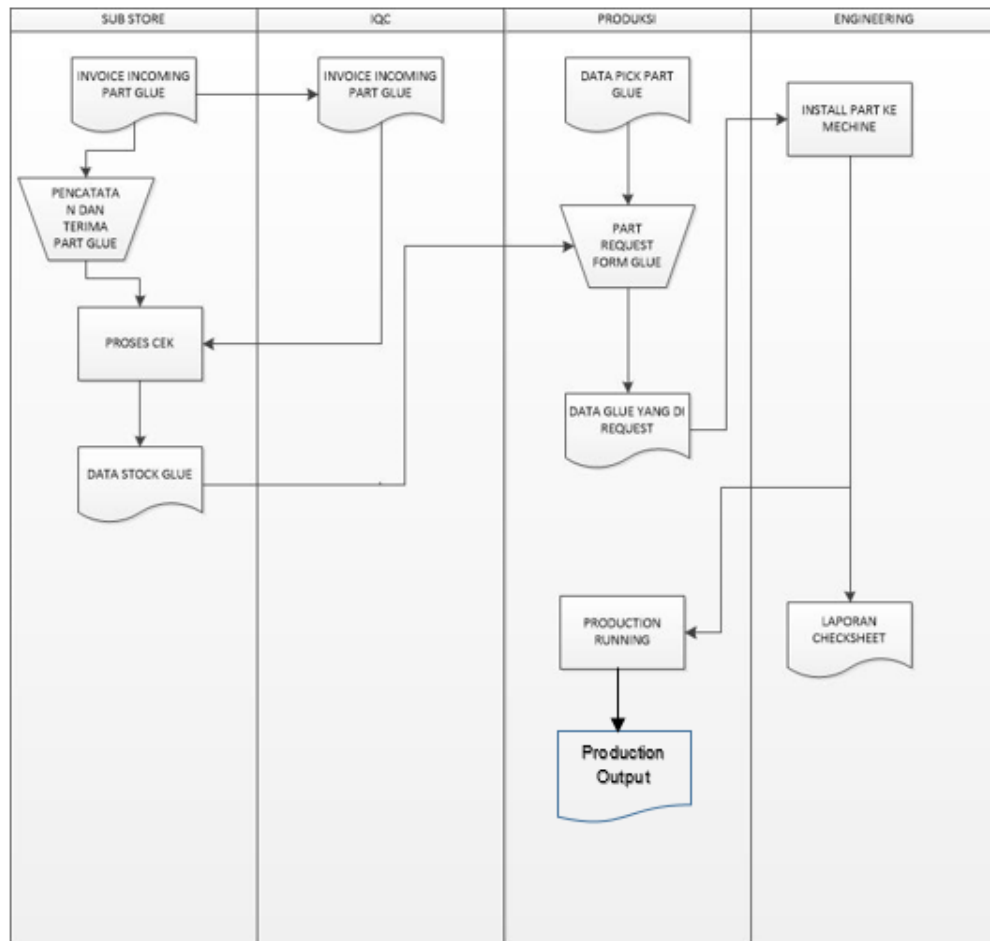 SUB STORE
IQC
PRODUKSI
ENGINEERING
INVOICE INCOMING
PART GLUE
INVOICE INCOMING
PART GLUE
DATA PICK PART
GLUE
INSTALL PART KE
MECHINE
PENCATATA
N DAN
TERIMA
PART GLUE
PART
REQUEST
FORM GLUE
PROSES CEK
DATA GLUE YANG DI
REQUEST
DATA STOCK GLUE
PRODUCTION
RUNNING
LAPORAN
CHECKSHEET
Production
Output